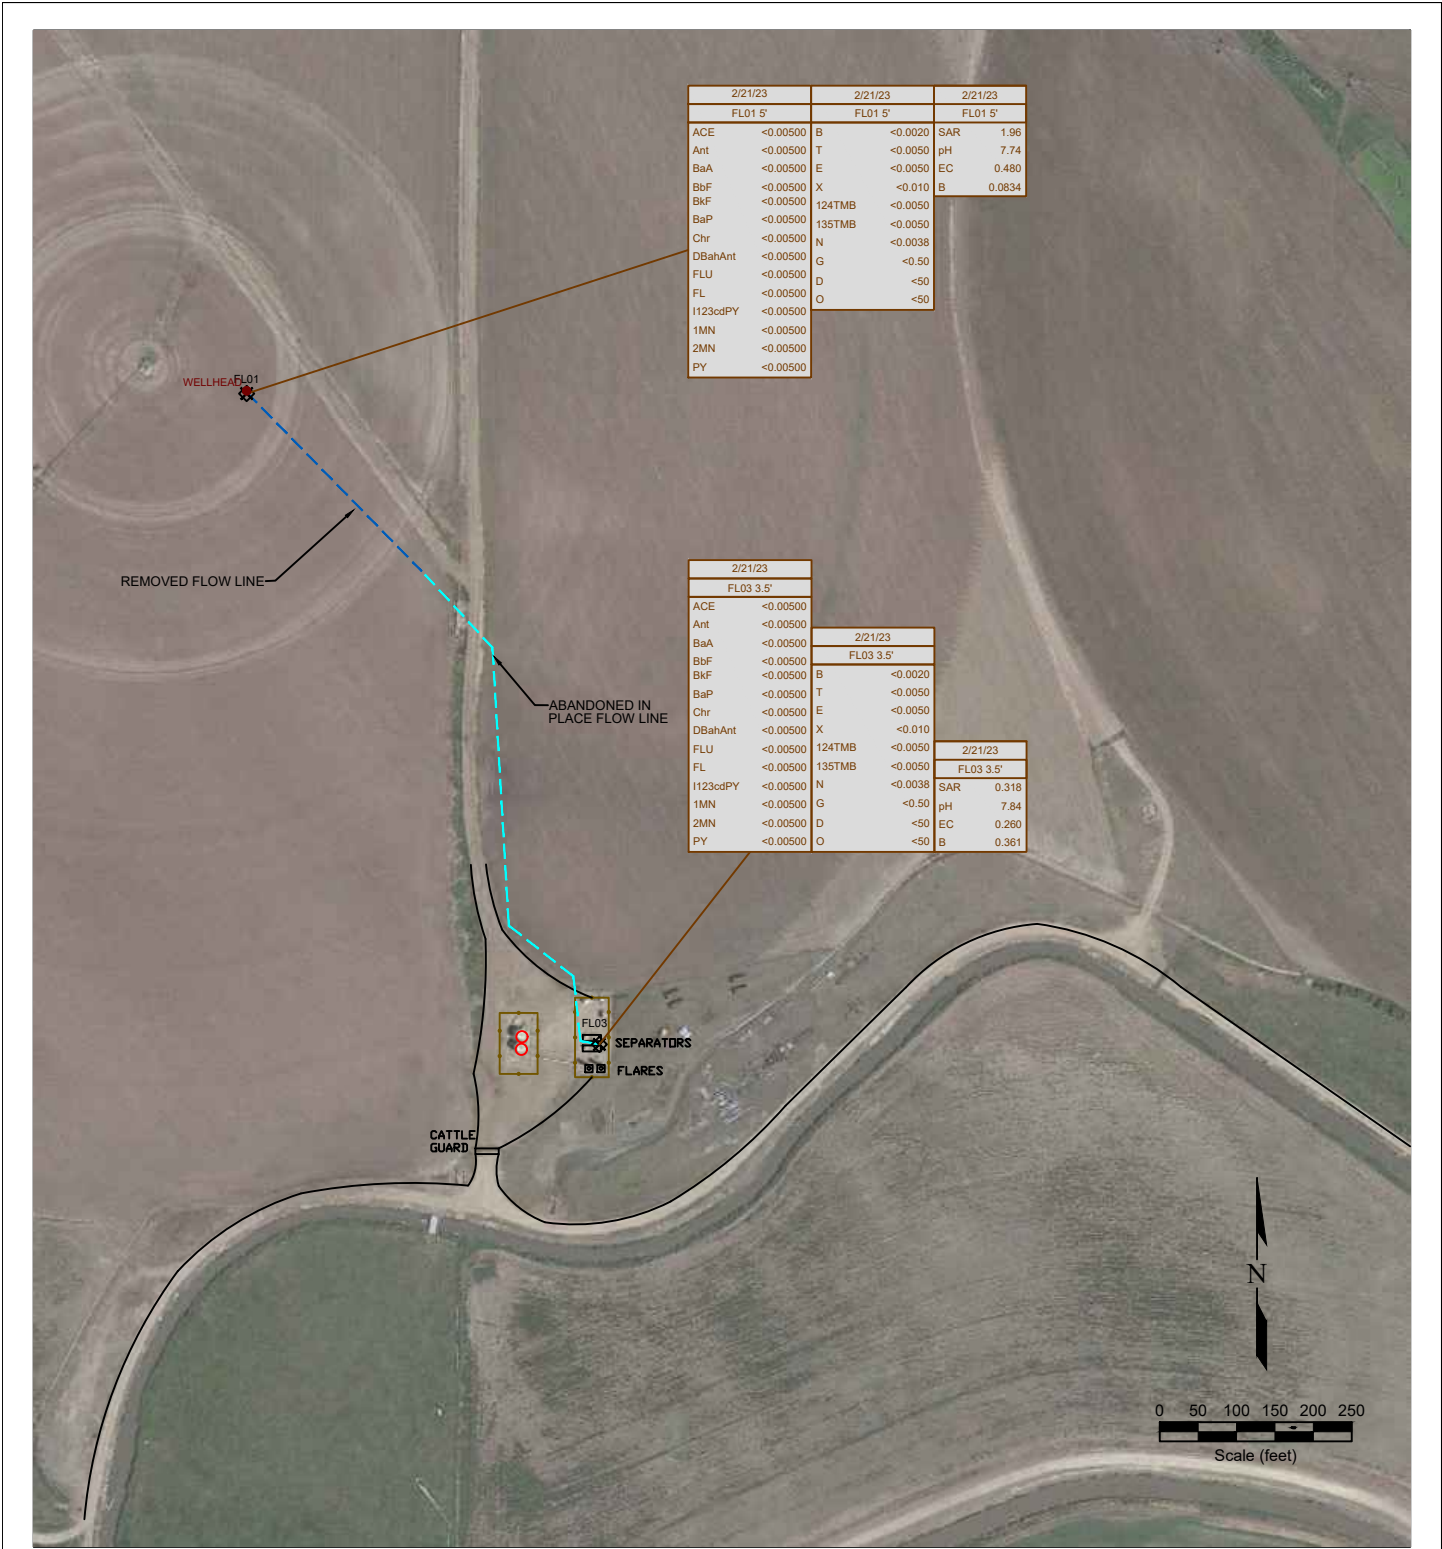 2/21/23 2/21/23 2/21/23
FL01 5' FL01 5' FL01 5'
ACE <0.00500 B <0.0020 SAR 1.96
Ant <0.00500 T <0.0050 pH 7.74
BaA <0.00500 E <0.0050 EC 0.480
BbF <0.00500 X <0.010 B 0.0834
BkF <0.00500 124TMB <0.0050
BaP <0.00500 135TMB <0.0050
Chr <0.00500 N <0.0038
DBahAnt <0.00500 G <0.50
FLU <0.00500 D <50
FL <0.00500 O <50
I123cdPY <0.00500
1MN <0.00500
2MN <0.00500
PY <0.00500
WELLHEAD FL01
REMOVED FLOW LINE
ABANDONED IN
PLACE FLOW LINE
2/21/23
FL03 3.5'
ACE <0.00500
Ant <0.00500
BaA <0.00500
BbF <0.00500
BkF <0.00500
BaP <0.00500
Chr <0.00500
DBahAnt <0.00500
FLU <0.00500
FL <0.00500
I123cdPY <0.00500
1MN <0.00500
2MN <0.00500
PY <0.00500
2/21/23
FL03 3.5'
B <0.0020
T <0.0050
E <0.0050
X <0.010
124TMB <0.0050
135TMB <0.0050
N <0.0038
G <0.50
D <50
O <50
2/21/23
FL03 3.5'
SAR 0.318
pH 7.84
EC 0.260
B 0.361
FL03
SEPARATORS
FLARES
CATTLE
GUARD
N
0 50 100 150 200 250
Scale (feet)